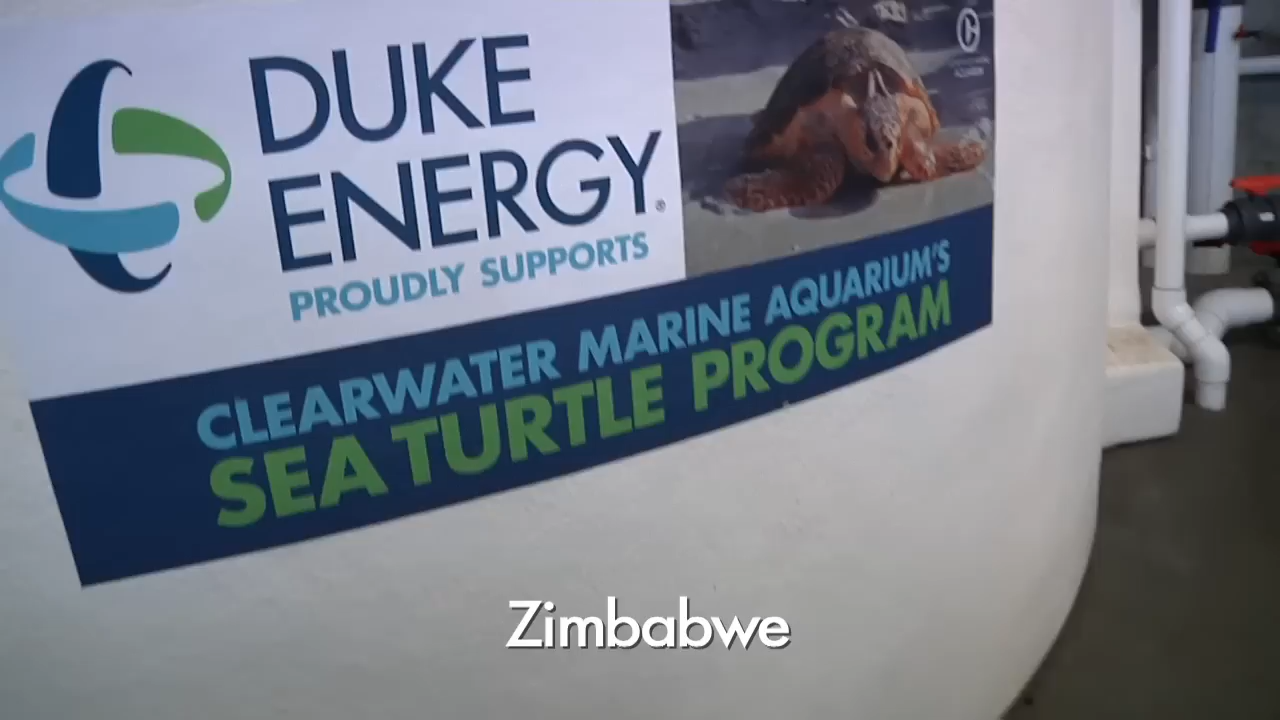 DUKE
ENERGY®
PROUDLY SUPPORTS
CLEARWATER MARINE AQUARIUM'S
SEA TURTLE PROGRAM
Zimbabwe